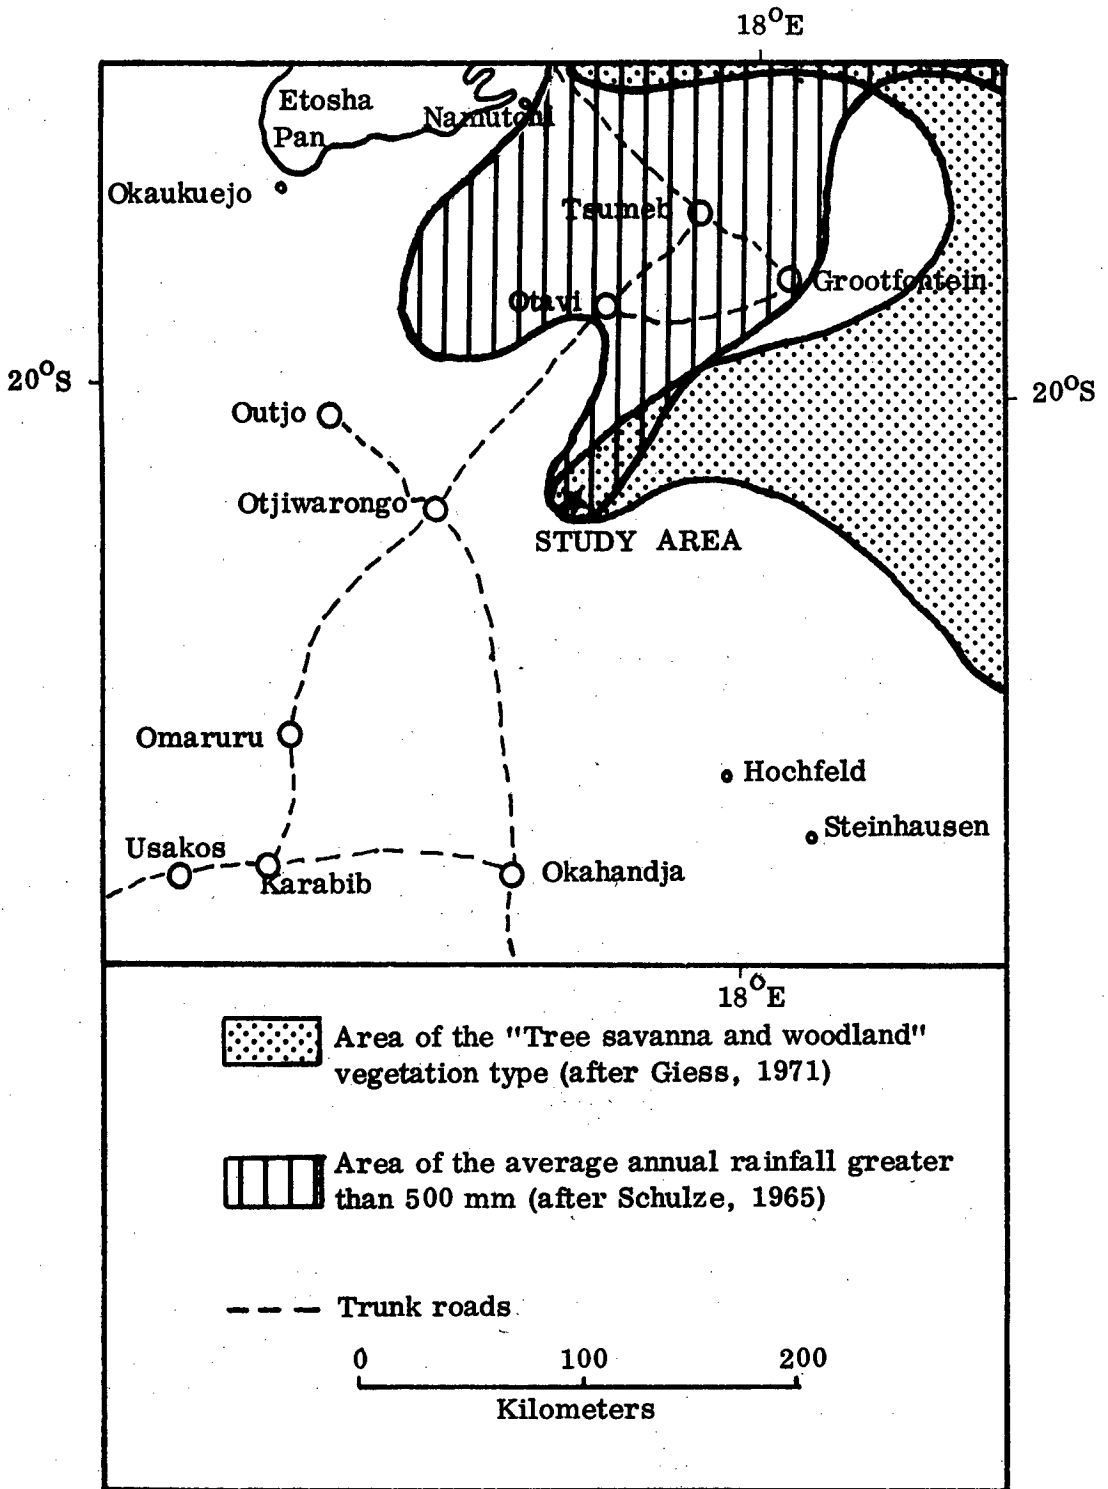 18°E
Etosha
Pan
Namutoni
Okaukuejo
Tsumeb
Grootfontein
Otavi
20°S
20°S
Outjo
Otjiwarongo
STUDY AREA
Omaruru
Hochfeld
Steinhausen
Usakos
Karabib
Okahandja
18°E
Area of the "Tree savanna and woodland"
vegetation type (after Giess, 1971)
Area of the average annual rainfall greater
than 500 mm (after Schulze, 1965)
Trunk roads
0 100 200
Kilometers